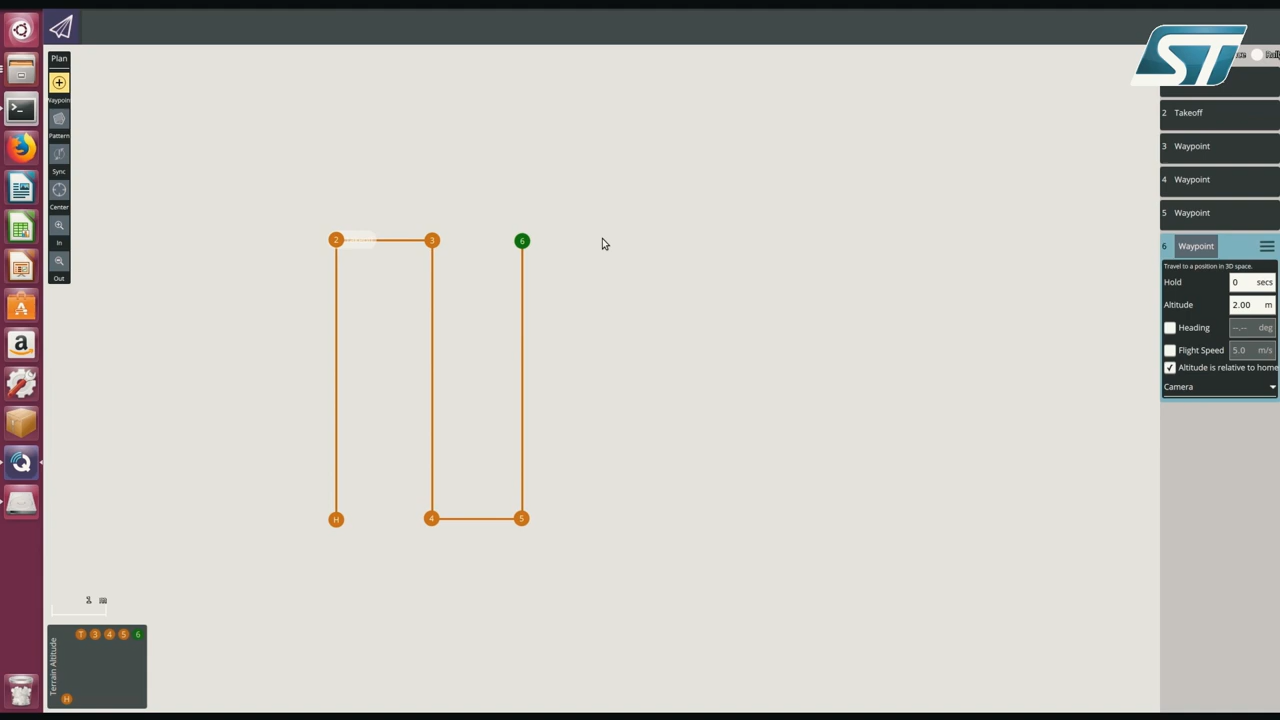 ST
Plan
Waypoint
Pattern
Sync
Center
In
Out
2 Takeoff
3 Waypoint
4 Waypoint
5 Waypoint
6 Waypoint
Travel to a position in 3D space.
Hold 0 secs
Altitude 2.00 m
Heading --.-- deg
Flight Speed 5.0 m/s
Altitude is relative to home
Camera
2 3 6
H 4 5
m
Terrain Altitude
T 3 4 5 6
H
a